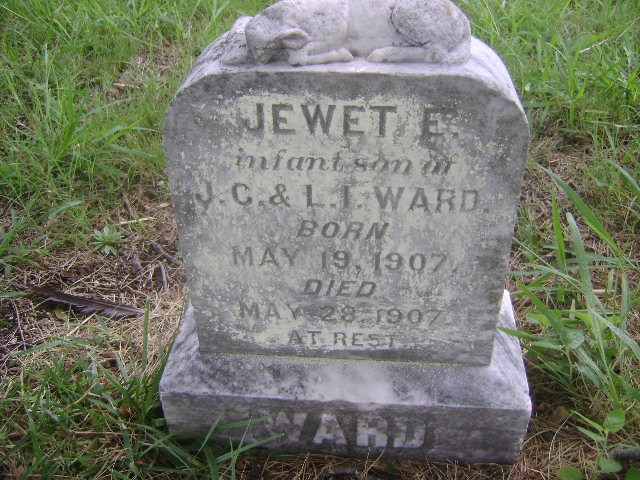 JEWET E.
infant son of
J.C. & L.I. WARD.
BORN
MAY 19, 1907,
DIED
MAY 28, 1907
AT REST
WARD